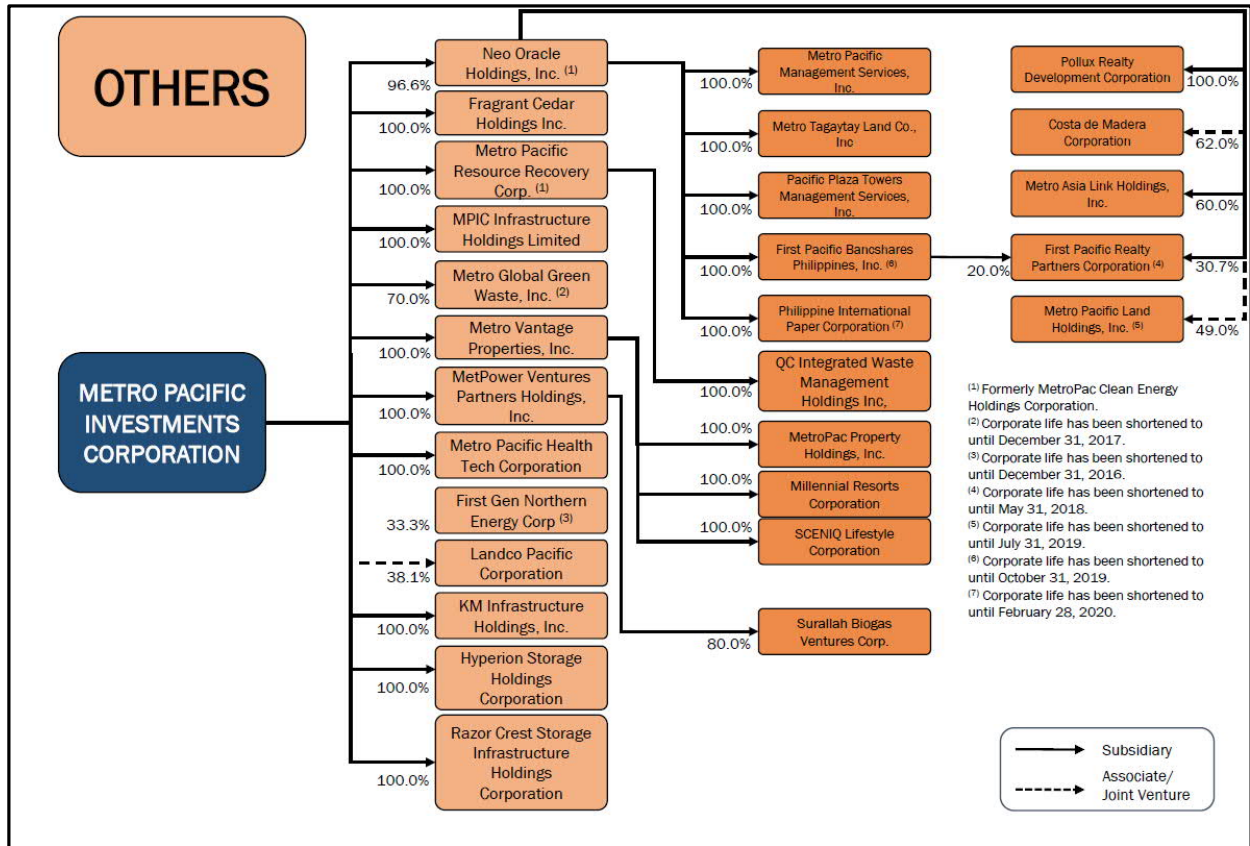 OTHERS
METRO PACIFIC
INVESTMENTS
CORPORATION
Neo Oracle
Holdings, Inc. (1)
96.6%
Fragrant Cedar
Holdings Inc.
100.0%
Metro Pacific
Resource Recovery
Corp. (1)
100.0%
MPIC Infrastructure
Holdings Limited
100.0%
Metro Global Green
Waste, Inc. (2)
70.0%
Metro Vantage
Properties, Inc.
100.0%
MetPower Ventures
Partners Holdings,
Inc.
100.0%
Metro Pacific Health
Tech Corporation
100.0%
First Gen Northern
Energy Corp (3)
33.3%
Landco Pacific
Corporation
38.1%
KM Infrastructure
Holdings, Inc.
100.0%
Hyperion Storage
Holdings
Corporation
100.0%
Razor Crest Storage
Infrastructure
Holdings
Corporation
100.0%
Metro Pacific
Management Services,
Inc.
100.0%
Metro Tagaytay Land Co.,
Inc
100.0%
Pacific Plaza Towers
Management Services,
Inc.
100.0%
First Pacific Bancshares
Philippines, Inc. (6)
100.0%
Philippine International
Paper Corporation (7)
100.0%
QC Integrated Waste
Management
Holdings Inc,
100.0%
MetroPac Property
Holdings, Inc.
100.0%
Millennial Resorts
Corporation
100.0%
SCENIQ Lifestyle
Corporation
100.0%
Surallah Biogas
Ventures Corp.
80.0%
Pollux Realty
Development Corporation
100.0%
Costa de Madera
Corporation
62.0%
Metro Asia Link Holdings,
Inc.
60.0%
First Pacific Realty
Partners Corporation (4)
20.0%
30.7%
Metro Pacific Land
Holdings, Inc. (5)
49.0%
(1) Formerly MetroPac Clean Energy
Holdings Corporation.
(2) Corporate life has been shortened to
until December 31, 2017.
(3) Corporate life has been shortened to
until December 31, 2016.
(4) Corporate life has been shortened to
until May 31, 2018.
(5) Corporate life has been shortened to
until July 31, 2019.
(6) Corporate life has been shortened to
until October 31, 2019.
(7) Corporate life has been shortened to
until February 28, 2020.
Subsidiary
Associate/
Joint Venture